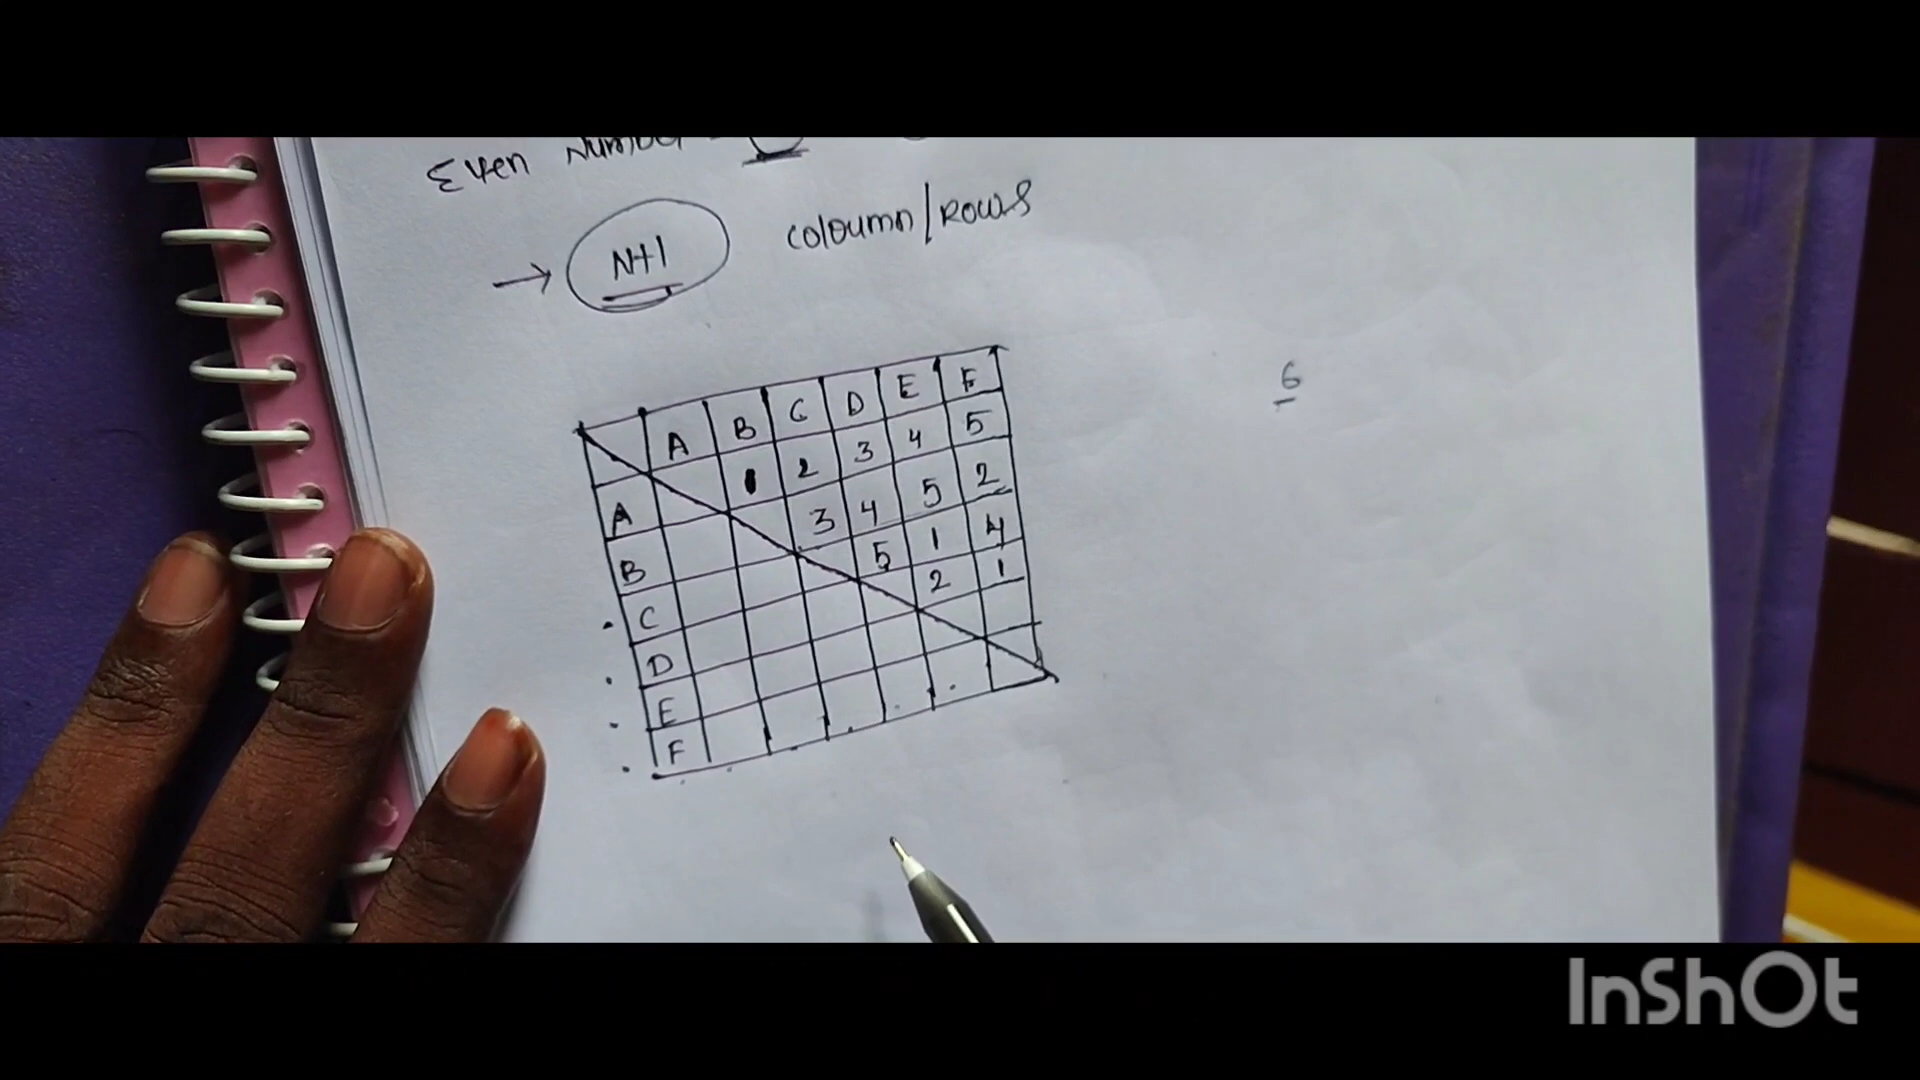 Even Number
→ N+1 coloumn/Rows
6
A B C D E F
A 1 2 3 4 5
B 3 4 5 2
C 5 1 4
D 2 1
E
F
InShOt